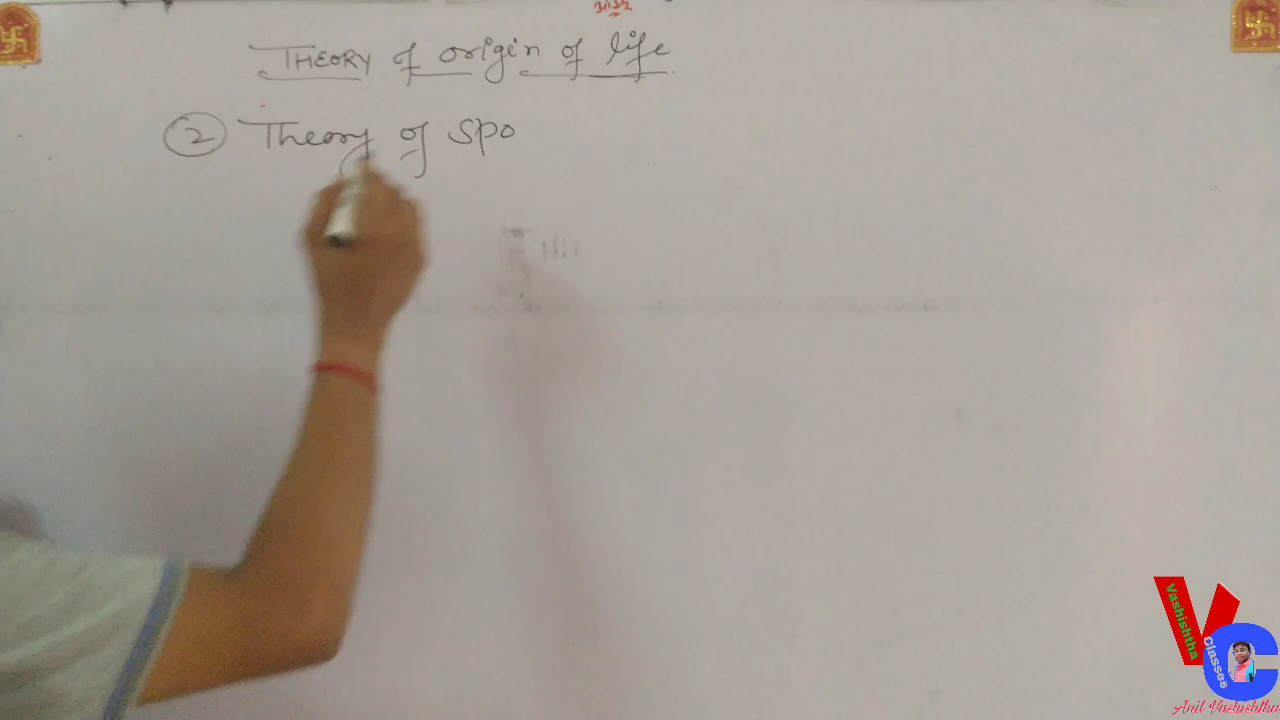 ॐ
THEORY of origin of life
② Theory of Spo
Vashishtha
Classes
Anil Vashishtha